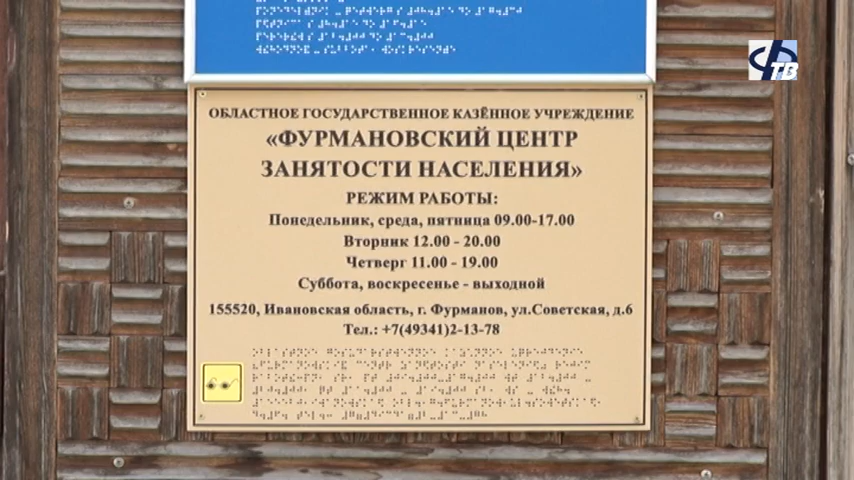 ОБЛАСТНОЕ ГОСУДАРСТВЕННОЕ КАЗЁННОЕ УЧРЕЖДЕНИЕ
«ФУРМАНОВСКИЙ ЦЕНТР
ЗАНЯТОСТИ НАСЕЛЕНИЯ»
РЕЖИМ РАБОТЫ:
Понедельник, среда, пятница 09.00-17.00
Вторник 12.00 - 20.00
Четверг 11.00 - 19.00
Суббота, воскресенье - выходной
155520, Ивановская область, г. Фурманов, ул.Советская, д.6
Тел.: +7(49341)2-13-78
ТВ